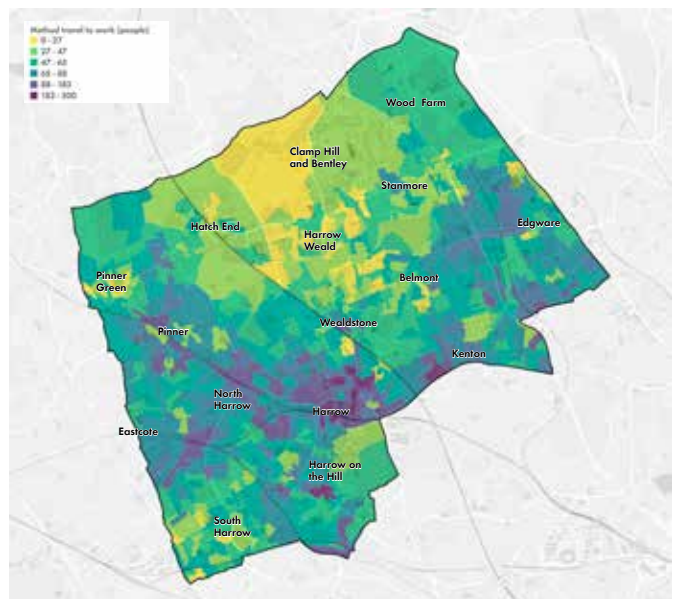 Method travel to work (people)
0 - 27
27 - 47
47 - 65
65 - 88
88 - 183
183 - 500
Wood Farm
Clamp Hill
and Bentley
Stanmore
Hatch End
Edgware
Harrow
Weald
Pinner
Green
Belmont
Wealdstone
Pinner
Kenton
North
Harrow
Harrow
Eastcote
Harrow on
the Hill
South
Harrow